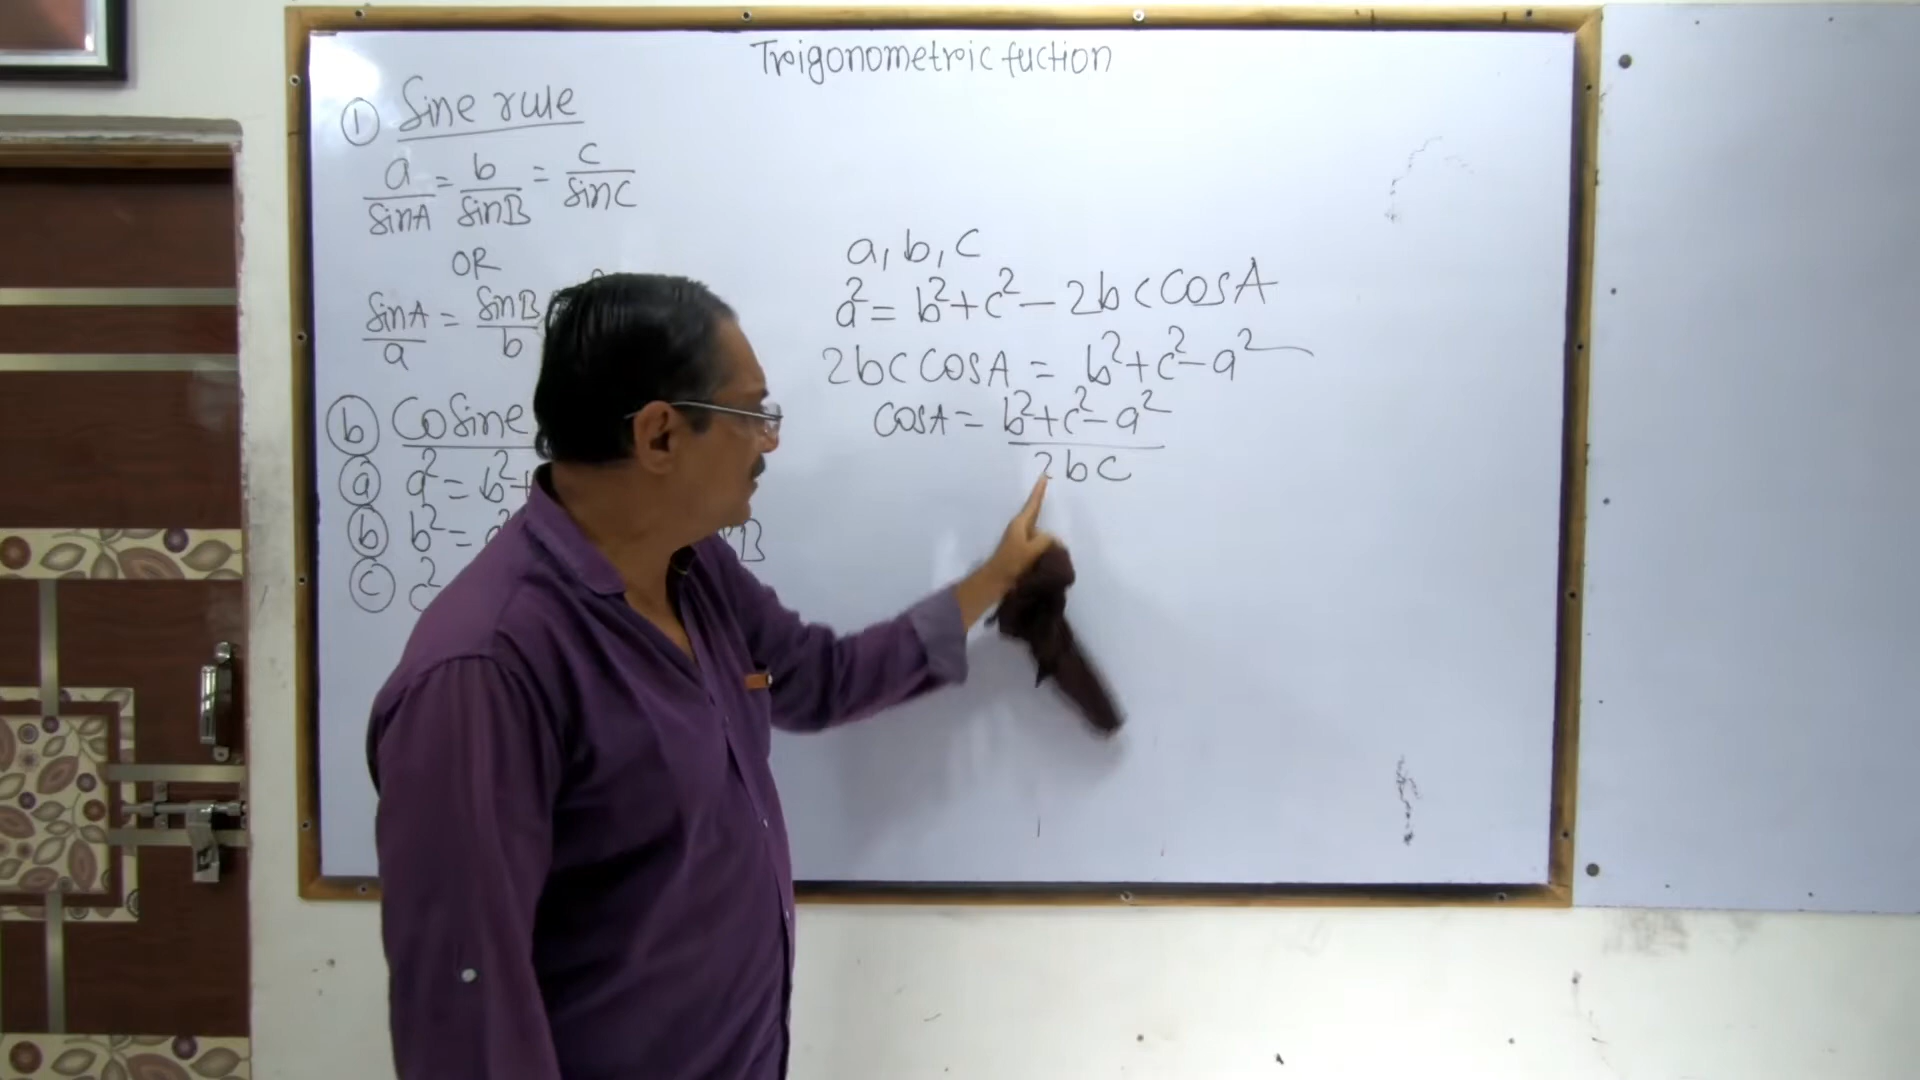 Trigonometric fuction
① Sine rule
a/sinA = b/sinB = c/sinC
OR
sinA/a = sinB/b
ⓑ Cosine
ⓐ a² = b² +
ⓑ b² =
B
ⓒ c²
a, b, c
a² = b² + c² − 2bc cosA
2bc cosA = b² + c² − a²
cosA = b² + c² − a² / 2bc